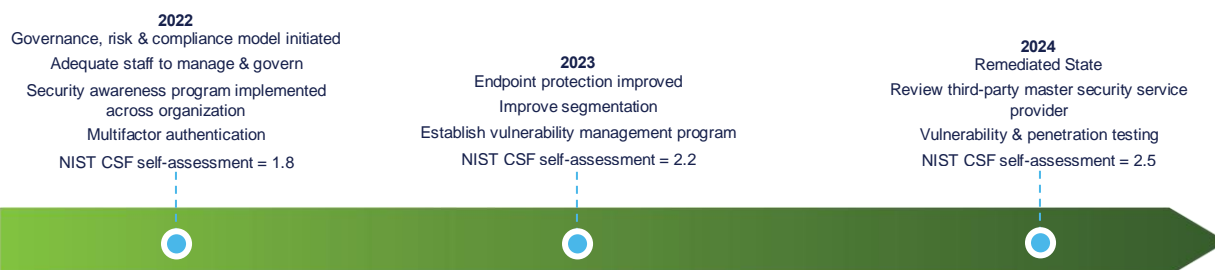 2022
Governance, risk & compliance model initiated
Adequate staff to manage & govern
Security awareness program implemented
across organization
Multifactor authentication
NIST CSF self-assessment = 1.8
2023
Endpoint protection improved
Improve segmentation
Establish vulnerability management program
NIST CSF self-assessment = 2.2
2024
Remediated State
Review third-party master security service
provider
Vulnerability & penetration testing
NIST CSF self-assessment = 2.5